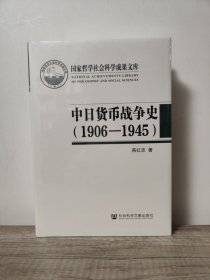 国家哲学社会科学成果文库
NATIONAL ACHIEVEMENTS LIBRARY
OF PHILOSOPHY AND SOCIAL SCIENCES
中日货币战争史
（1906—1945）
燕红忠 著
社会科学文献出版社